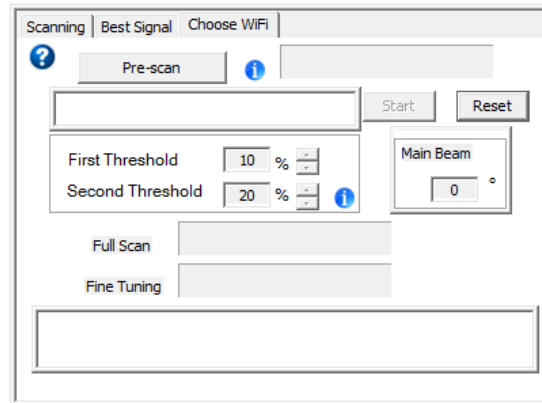 Scanning Best Signal Choose WiFi
? Pre-scan i
Start Reset
First Threshold 10 %
Second Threshold 20 % i
Main Beam
0 °
Full Scan
Fine Tuning